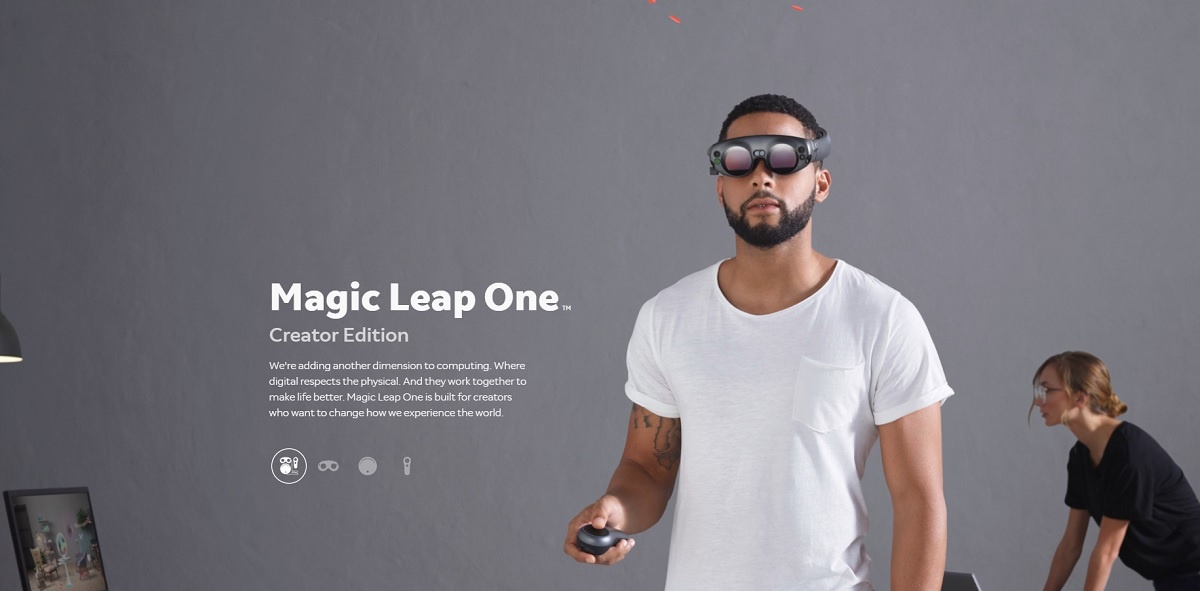 Magic Leap One™
Creator Edition
We're adding another dimension to computing. Where
digital respects the physical. And they work together to
make life better. Magic Leap One is built for creators
who want to change how we experience the world.